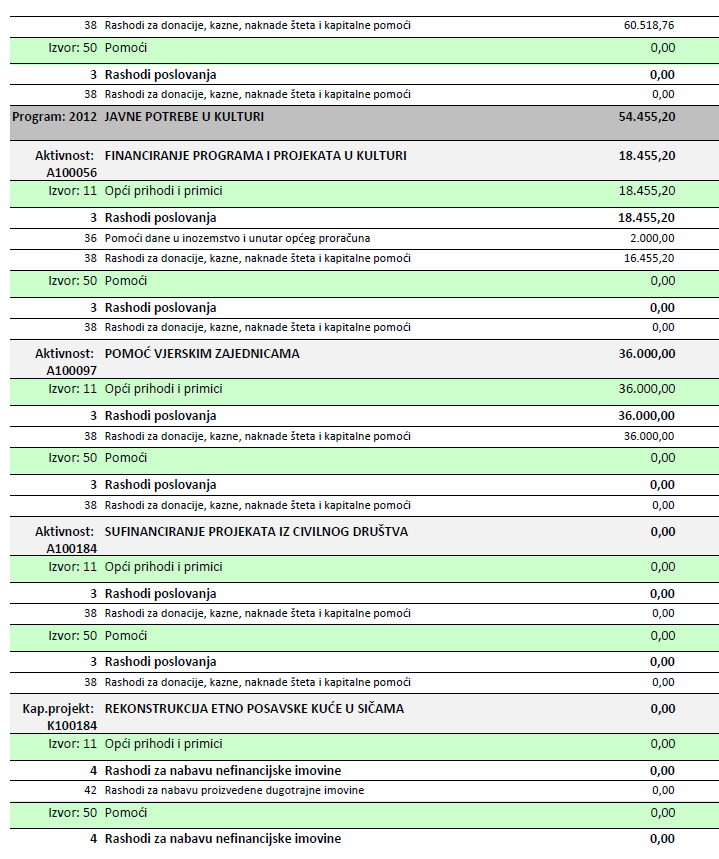 38 Rashodi za donacije, kazne, naknade šteta i kapitalne pomoći 60.518,76
Izvor: 50 Pomoći 0,00
3 Rashodi poslovanja 0,00
38 Rashodi za donacije, kazne, naknade šteta i kapitalne pomoći 0,00
Program: 2012 JAVNE POTREBE U KULTURI 54.455,20
Aktivnost: FINANCIRANJE PROGRAMA I PROJEKATA U KULTURI 18.455,20
A100056
Izvor: 11 Opći prihodi i primici 18.455,20
3 Rashodi poslovanja 18.455,20
36 Pomoći dane u inozemstvo i unutar općeg proračuna 2.000,00
38 Rashodi za donacije, kazne, naknade šteta i kapitalne pomoći 16.455,20
Izvor: 50 Pomoći 0,00
3 Rashodi poslovanja 0,00
38 Rashodi za donacije, kazne, naknade šteta i kapitalne pomoći 0,00
Aktivnost: POMOĆ VJERSKIM ZAJEDNICAMA 36.000,00
A100097
Izvor: 11 Opći prihodi i primici 36.000,00
3 Rashodi poslovanja 36.000,00
38 Rashodi za donacije, kazne, naknade šteta i kapitalne pomoći 36.000,00
Izvor: 50 Pomoći 0,00
3 Rashodi poslovanja 0,00
38 Rashodi za donacije, kazne, naknade šteta i kapitalne pomoći 0,00
Aktivnost: SUFINANCIRANJE PROJEKATA IZ CIVILNOG DRUŠTVA 0,00
A100184
Izvor: 11 Opći prihodi i primici 0,00
3 Rashodi poslovanja 0,00
38 Rashodi za donacije, kazne, naknade šteta i kapitalne pomoći 0,00
Izvor: 50 Pomoći 0,00
3 Rashodi poslovanja 0,00
38 Rashodi za donacije, kazne, naknade šteta i kapitalne pomoći 0,00
Kap.projekt: REKONSTRUKCIJA ETNO POSAVSKE KUĆE U SIČAMA 0,00
K100184
Izvor: 11 Opći prihodi i primici 0,00
4 Rashodi za nabavu nefinancijske imovine 0,00
42 Rashodi za nabavu proizvedene dugotrajne imovine 0,00
Izvor: 50 Pomoći 0,00
4 Rashodi za nabavu nefinancijske imovine 0,00